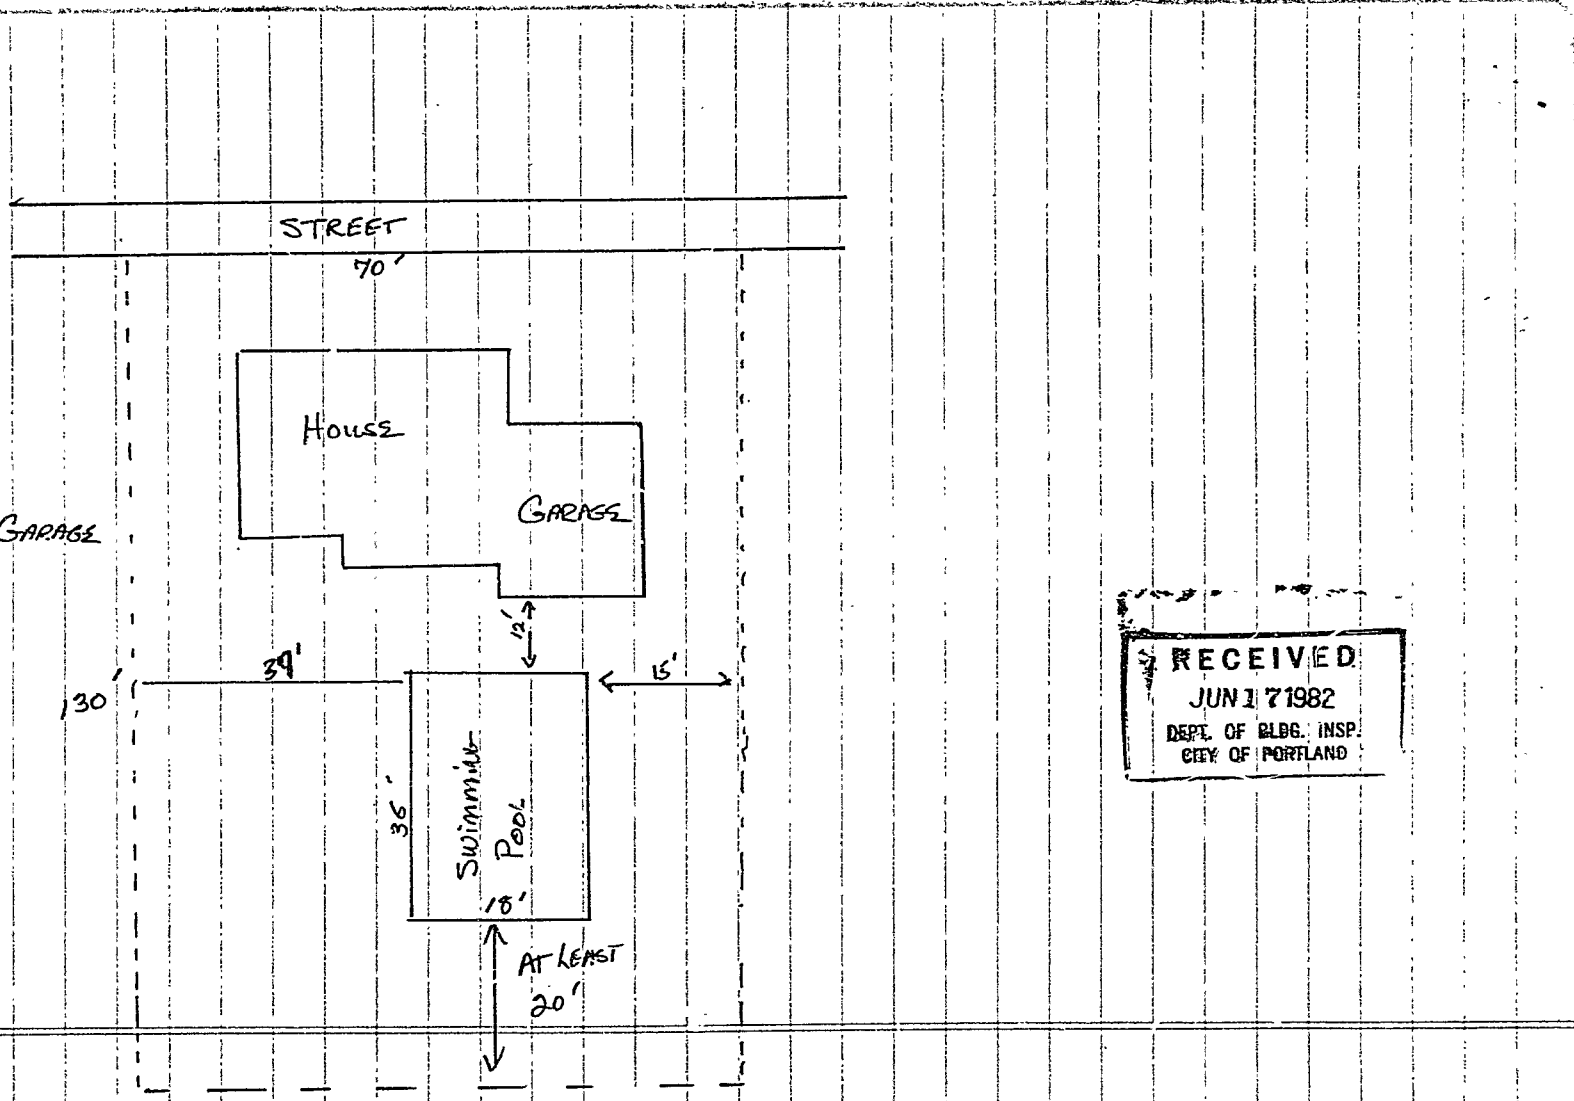 STREET
70'
HOUSE
GARAGE
GARAGE
12'
15'
130'
36'
SWIMMING
POOL
18'
AT LEAST
20'
RECEIVED
JUN 17 1982
DEPT. OF BLDG. INSP.
CITY OF PORTLAND